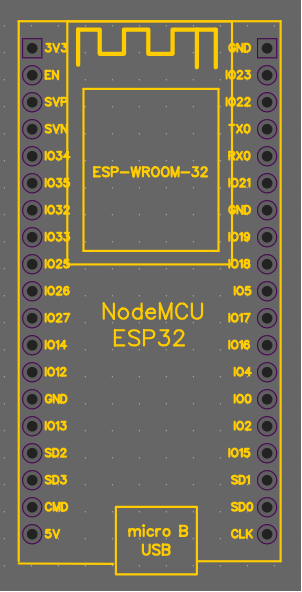 3V3 GND
EN IO23
SVP IO22
SVN TX0
IO34 RX0
IO35 IO21
IO32 GND
IO33 IO19
IO25 IO18
IO26 IO5
IO27 IO17
IO14 IO16
IO12 IO4
GND IO0
IO13 IO2
SD2 IO15
SD3 SD1
CMD SD0
5V CLK
ESP-WROOM-32
NodeMCU
ESP32
micro B
USB